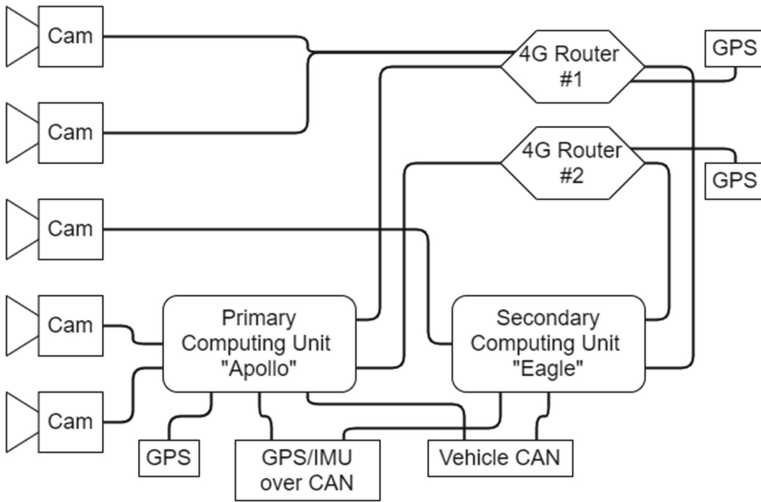 Cam
4G Router
#1
GPS
Cam
4G Router
#2
GPS
Cam
Cam
Primary
Computing Unit
"Apollo"
Secondary
Computing Unit
"Eagle"
Cam
GPS
GPS/IMU
over CAN
Vehicle CAN